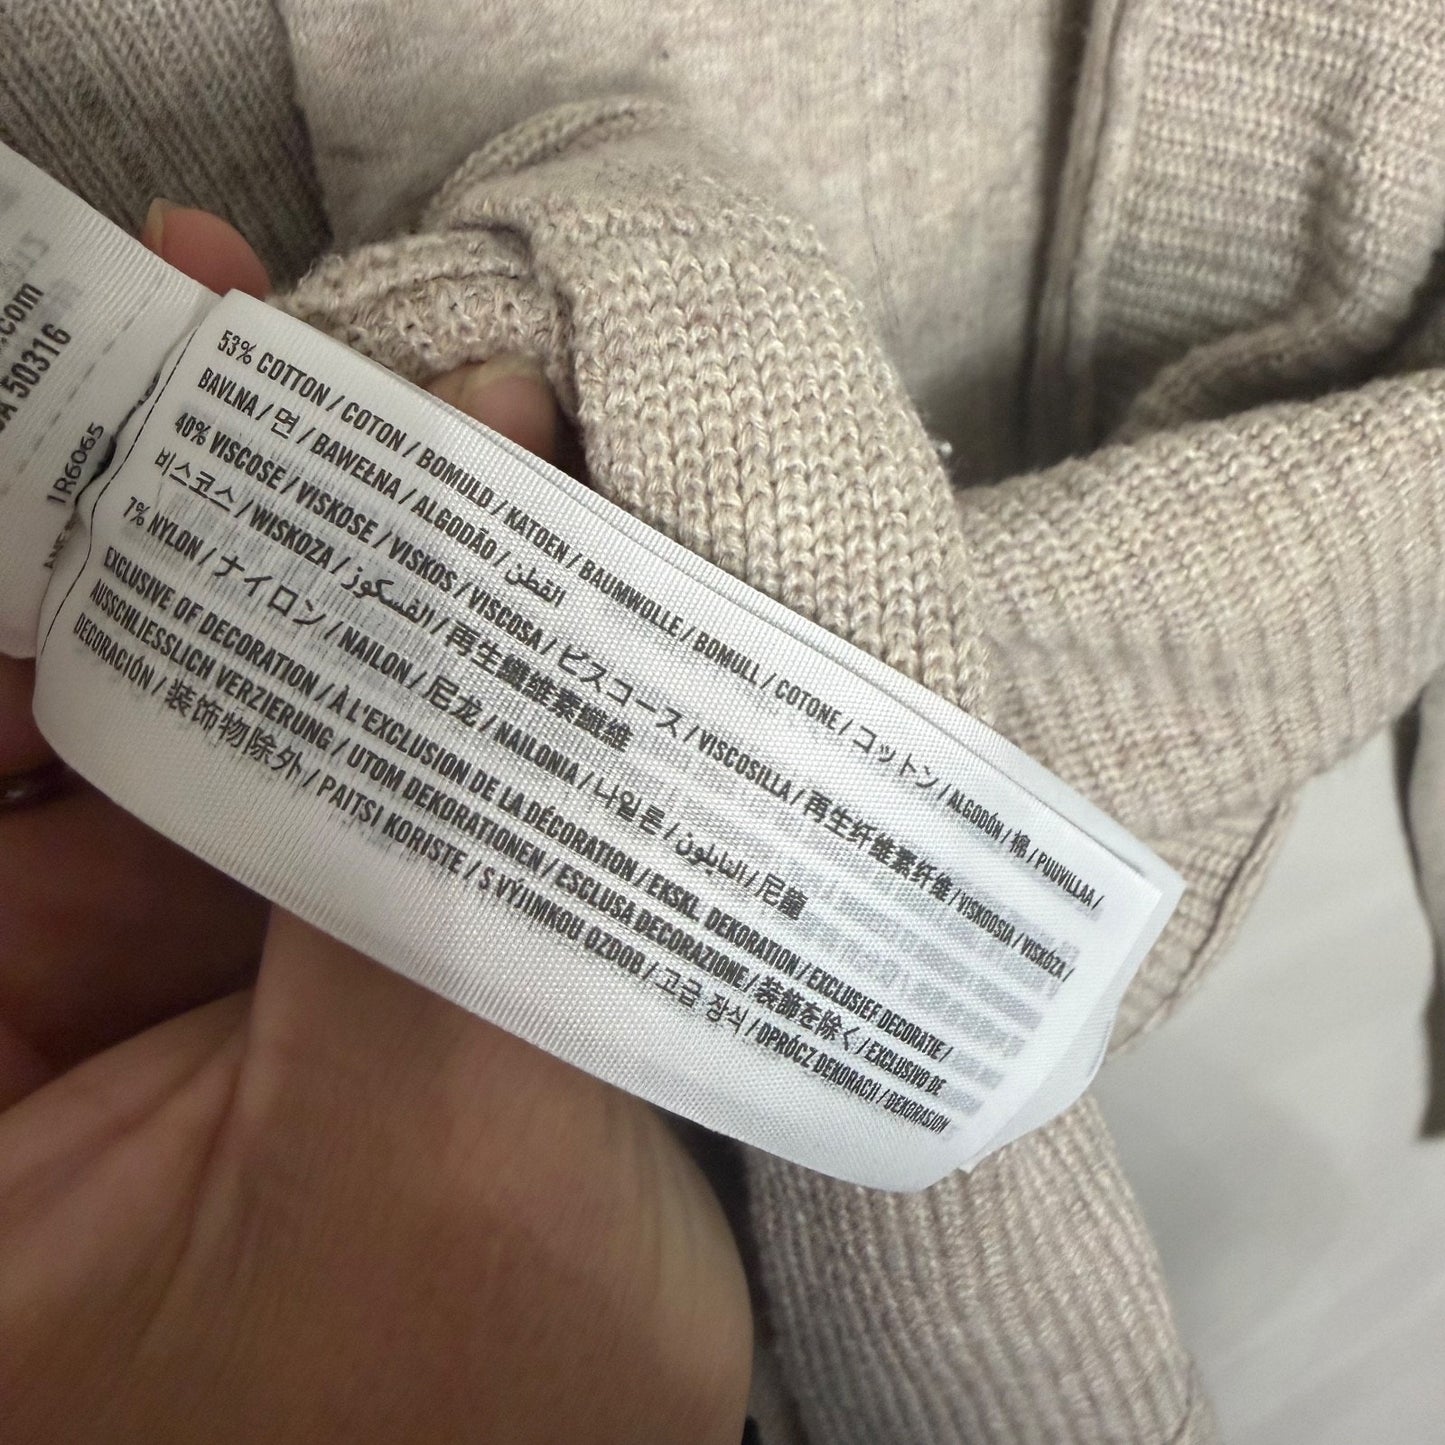 .com
50316
1R6065
53% COTTON / COTON / BOMULD / KATOEN / BAUMWOLLE / BOMULL / COTONE / コットン / ALGODÓN / 棉 / PUUVILLAA /
BAVLNA / 면 / BAWEŁNA / ALGODÃO / القطن
40% VISCOSE / VISKOSE / VISKOS / VISCOSA / ビスコース / VISCOSILLA / 再生纤维素纤维 / VISKOOSIA / VISKÓZA /
비스코스 / WISKOZA / الفسكوز / 再生纖維素纖維
7% NYLON / ナイロン / NAILON / 尼龙 / NAILONIA / 나일론 / النايلون / 尼龍
EXCLUSIVE OF DECORATION / À L'EXCLUSION DE LA DÉCORATION / EKSKL. DEKORATION / EXCLUSIEF DECORATIE /
AUSSCHLIESSLICH VERZIERUNG / UTOM DEKORATIONEN / ESCLUSA DECORAZIONE / 装飾を除く / EXCLUSIVO DE
DECORACIÓN / 装饰物除外 / PAITSI KORISTE / S VÝJIMKOU OZDOB / 고급 장식 / OPRÓCZ DEKORACJI / DEKORASJON